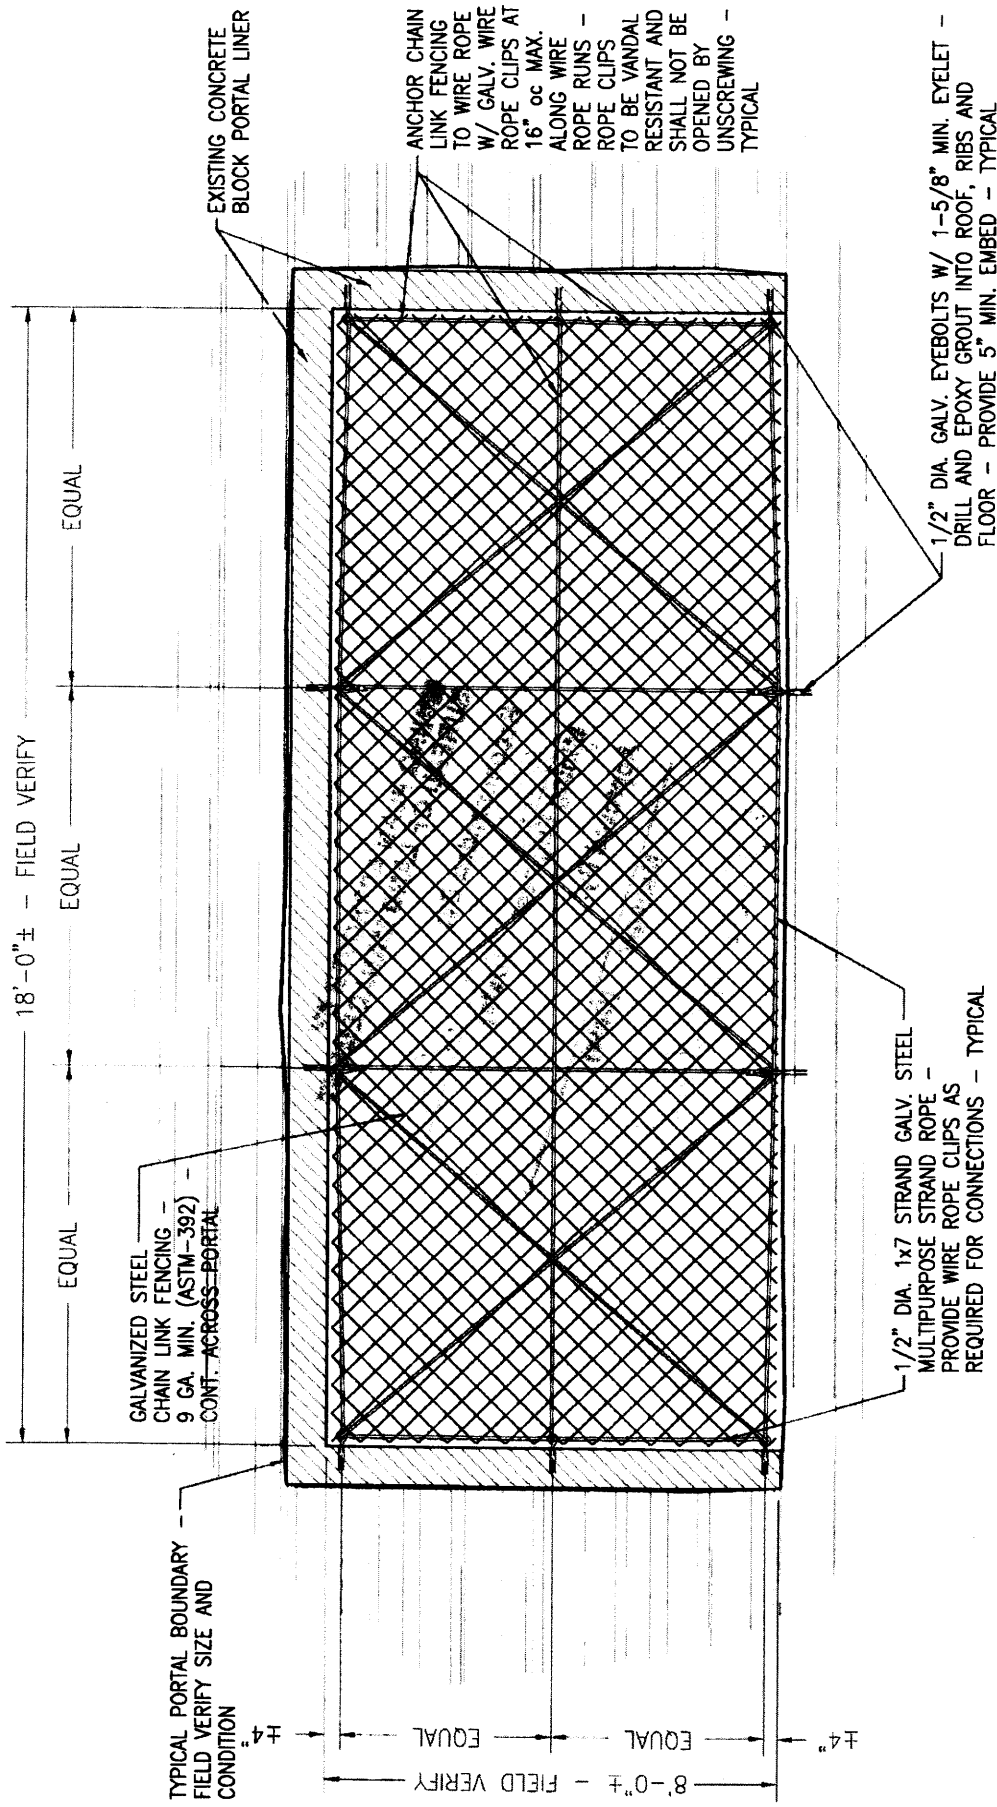 18'-0"± - FIELD VERIFY
EQUAL
EQUAL
EQUAL
TYPICAL PORTAL BOUNDARY -
FIELD VERIFY SIZE AND
CONDITION
GALVANIZED STEEL
CHAIN LINK FENCING -
9 GA. MIN. (ASTM-392) -
CONT. ACROSS PORTAL
EXISTING CONCRETE
BLOCK PORTAL LINER
ANCHOR CHAIN
LINK FENCING
TO WIRE ROPE
W/ GALV. WIRE
ROPE CLIPS AT
16" oc MAX.
ALONG WIRE
ROPE RUNS -
ROPE CLIPS
TO BE VANDAL
RESISTANT AND
SHALL NOT BE
OPENED BY
UNSCREWING -
TYPICAL
±4"
EQUAL
EQUAL
±4"
8'-0"± - FIELD VERIFY
1/2" DIA. 1x7 STRAND GALV. STEEL
MULTIPURPOSE STRAND ROPE -
PROVIDE WIRE ROPE CLIPS AS
REQUIRED FOR CONNECTIONS - TYPICAL
1/2" DIA. GALV. EYEBOLTS W/ 1-5/8" MIN. EYELET -
DRILL AND EPOXY GROUT INTO ROOF, RIBS AND
FLOOR - PROVIDE 5" MIN. EMBED - TYPICAL